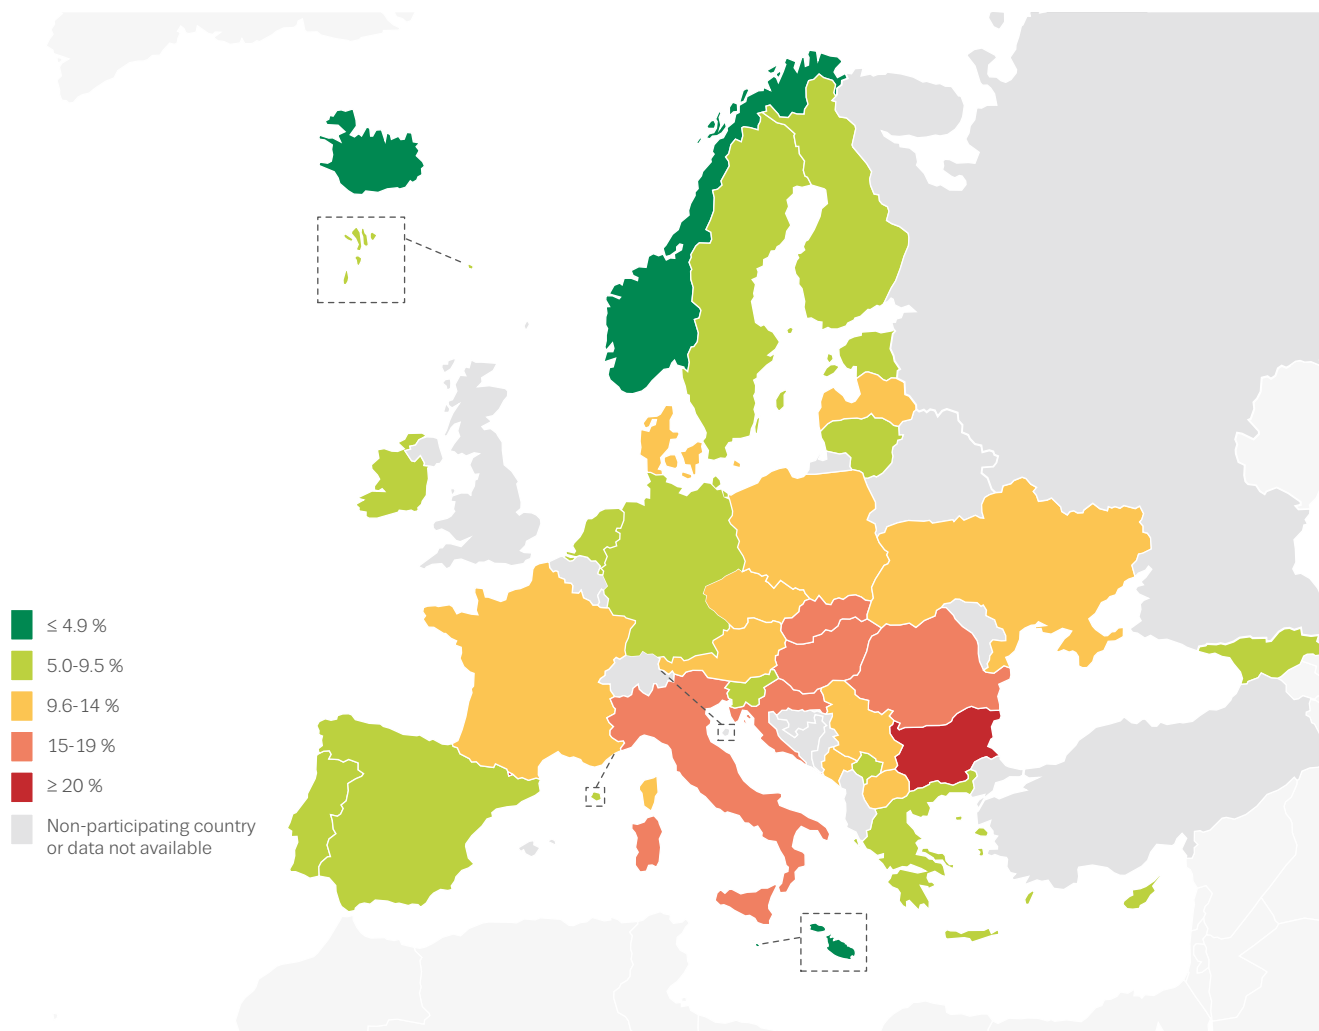 ≤ 4.9 %
5.0-9.5 %
9.6-14 %
15-19 %
≥ 20 %
Non-participating country
or data not available